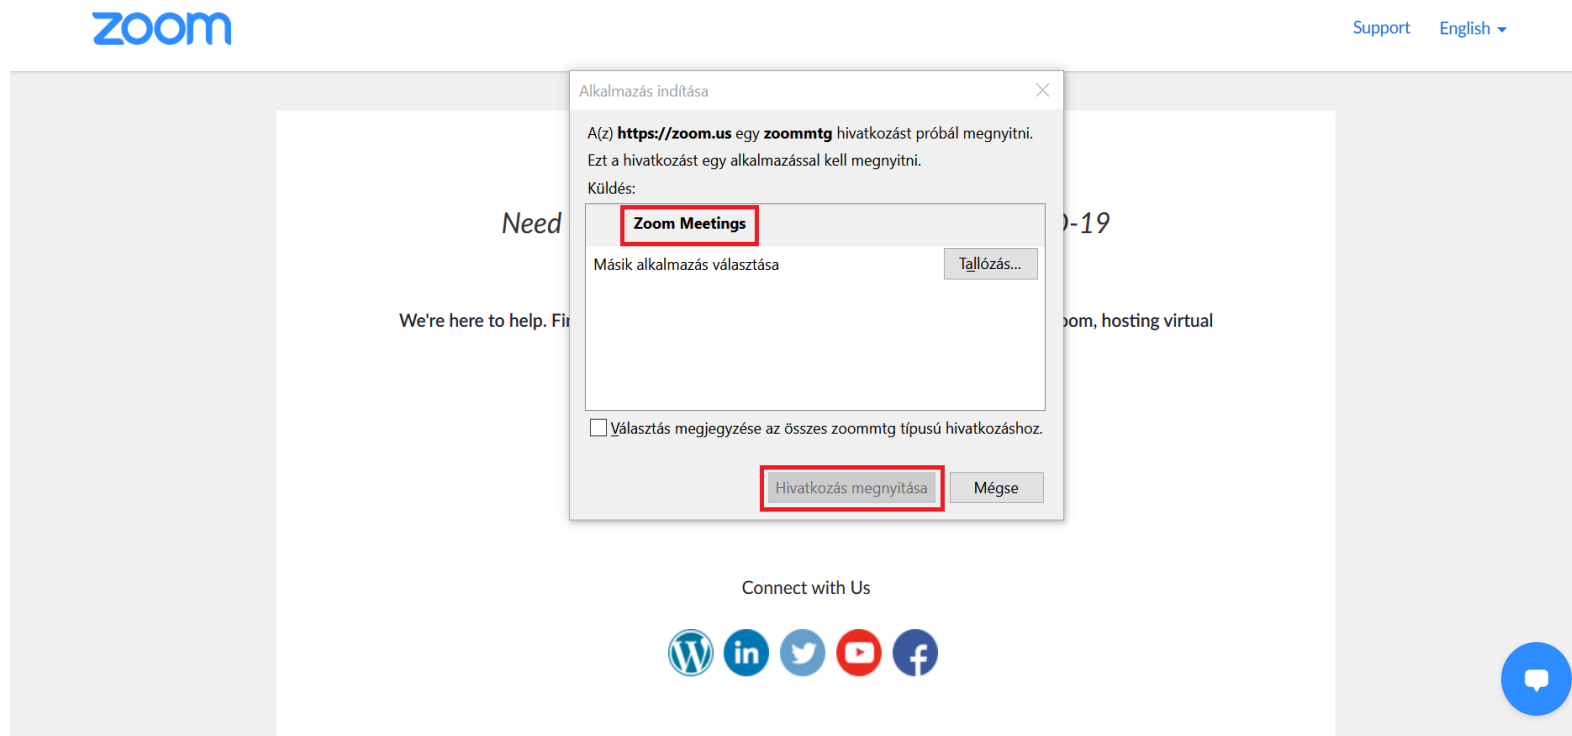 zoom
Support English
Alkalmazás indítása
A(z) https://zoom.us egy zoommtg hivatkozást próbál megnyitni.
Ezt a hivatkozást egy alkalmazással kell megnyitni.
Küldés:
Zoom Meetings
Need
-19
Másik alkalmazás választása Tallózás...
We're here to help.
hosting virtual
Választás megjegyzése az összes zoommtg típusú hivatkozáshoz.
Hivatkozás megnyitása Mégse
Connect with Us
in